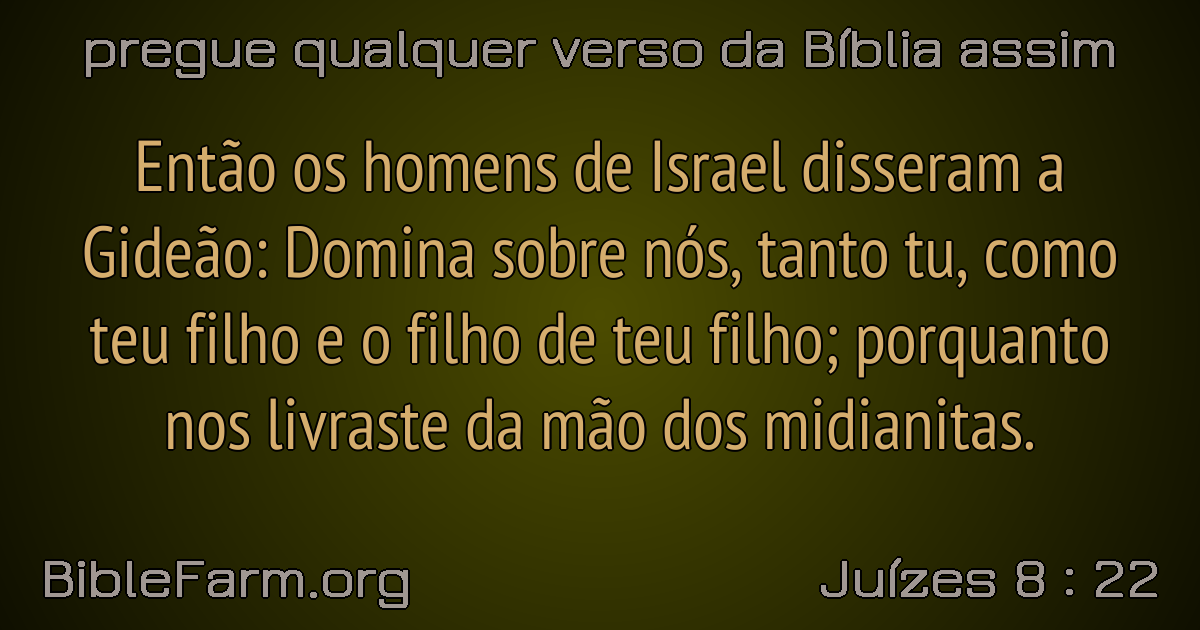 pregue qualquer verso da Bíblia assim
Então os homens de Israel disseram a
Gideão: Domina sobre nós, tanto tu, como
teu filho e o filho de teu filho; porquanto
nos livraste da mão dos midianitas.
BibleFarm.org
Juízes 8 : 22